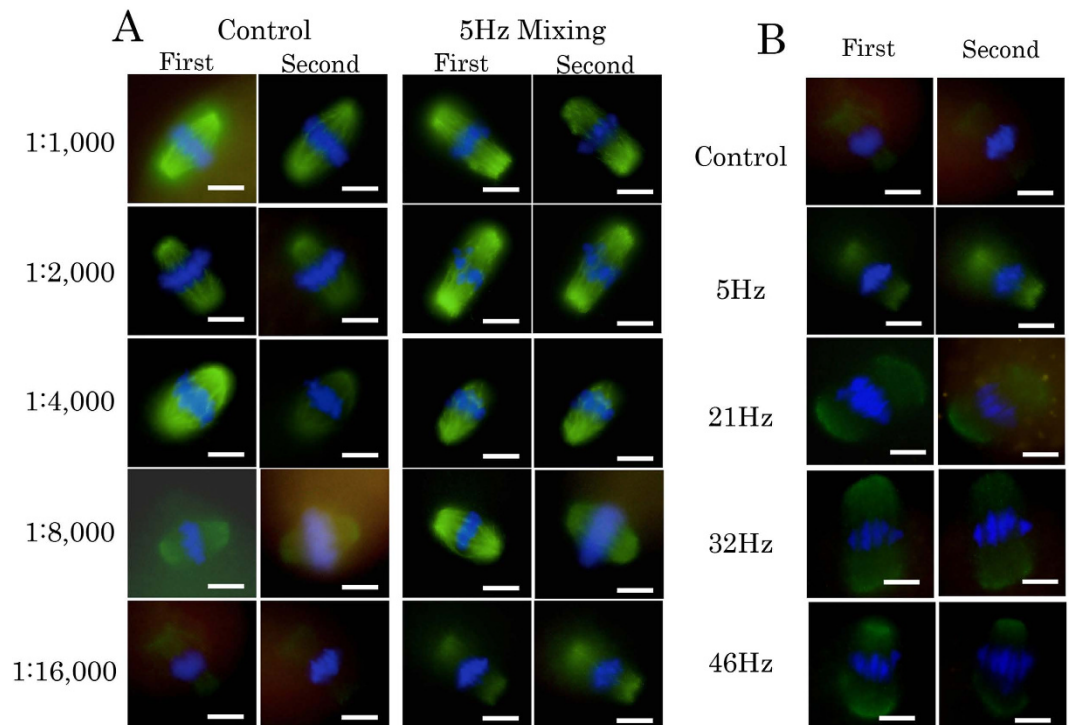 A
Control 5Hz Mixing
First Second First Second
1:1,000
1:2,000
1:4,000
1:8,000
1:16,000
B
First Second
Control
5Hz
21Hz
32Hz
46Hz